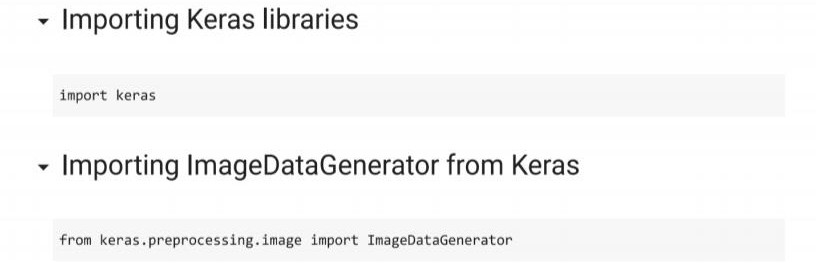 Importing Keras libraries
import keras
Importing ImageDataGenerator from Keras
from keras.preprocessing.image import ImageDataGenerator